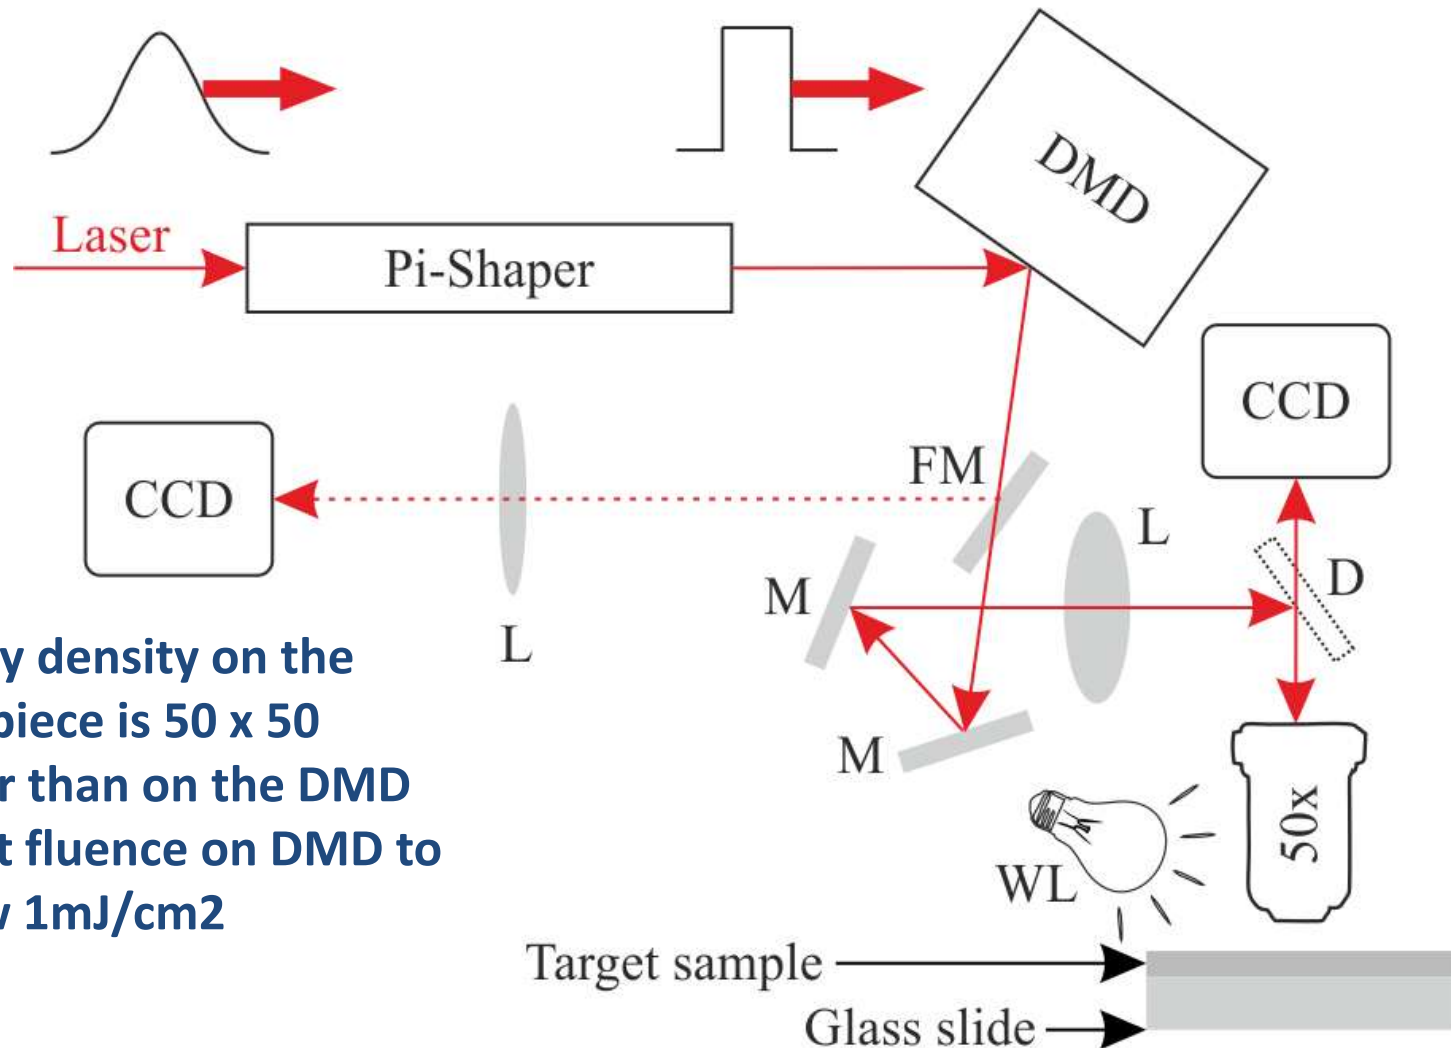 DMD
Laser
Pi-Shaper
CCD
CCD
FM
L
D
M
L
y density on the
piece is 50 x 50
r than on the DMD
t fluence on DMD to
1mJ/cm2
M
50x
WL
Target sample
Glass slide